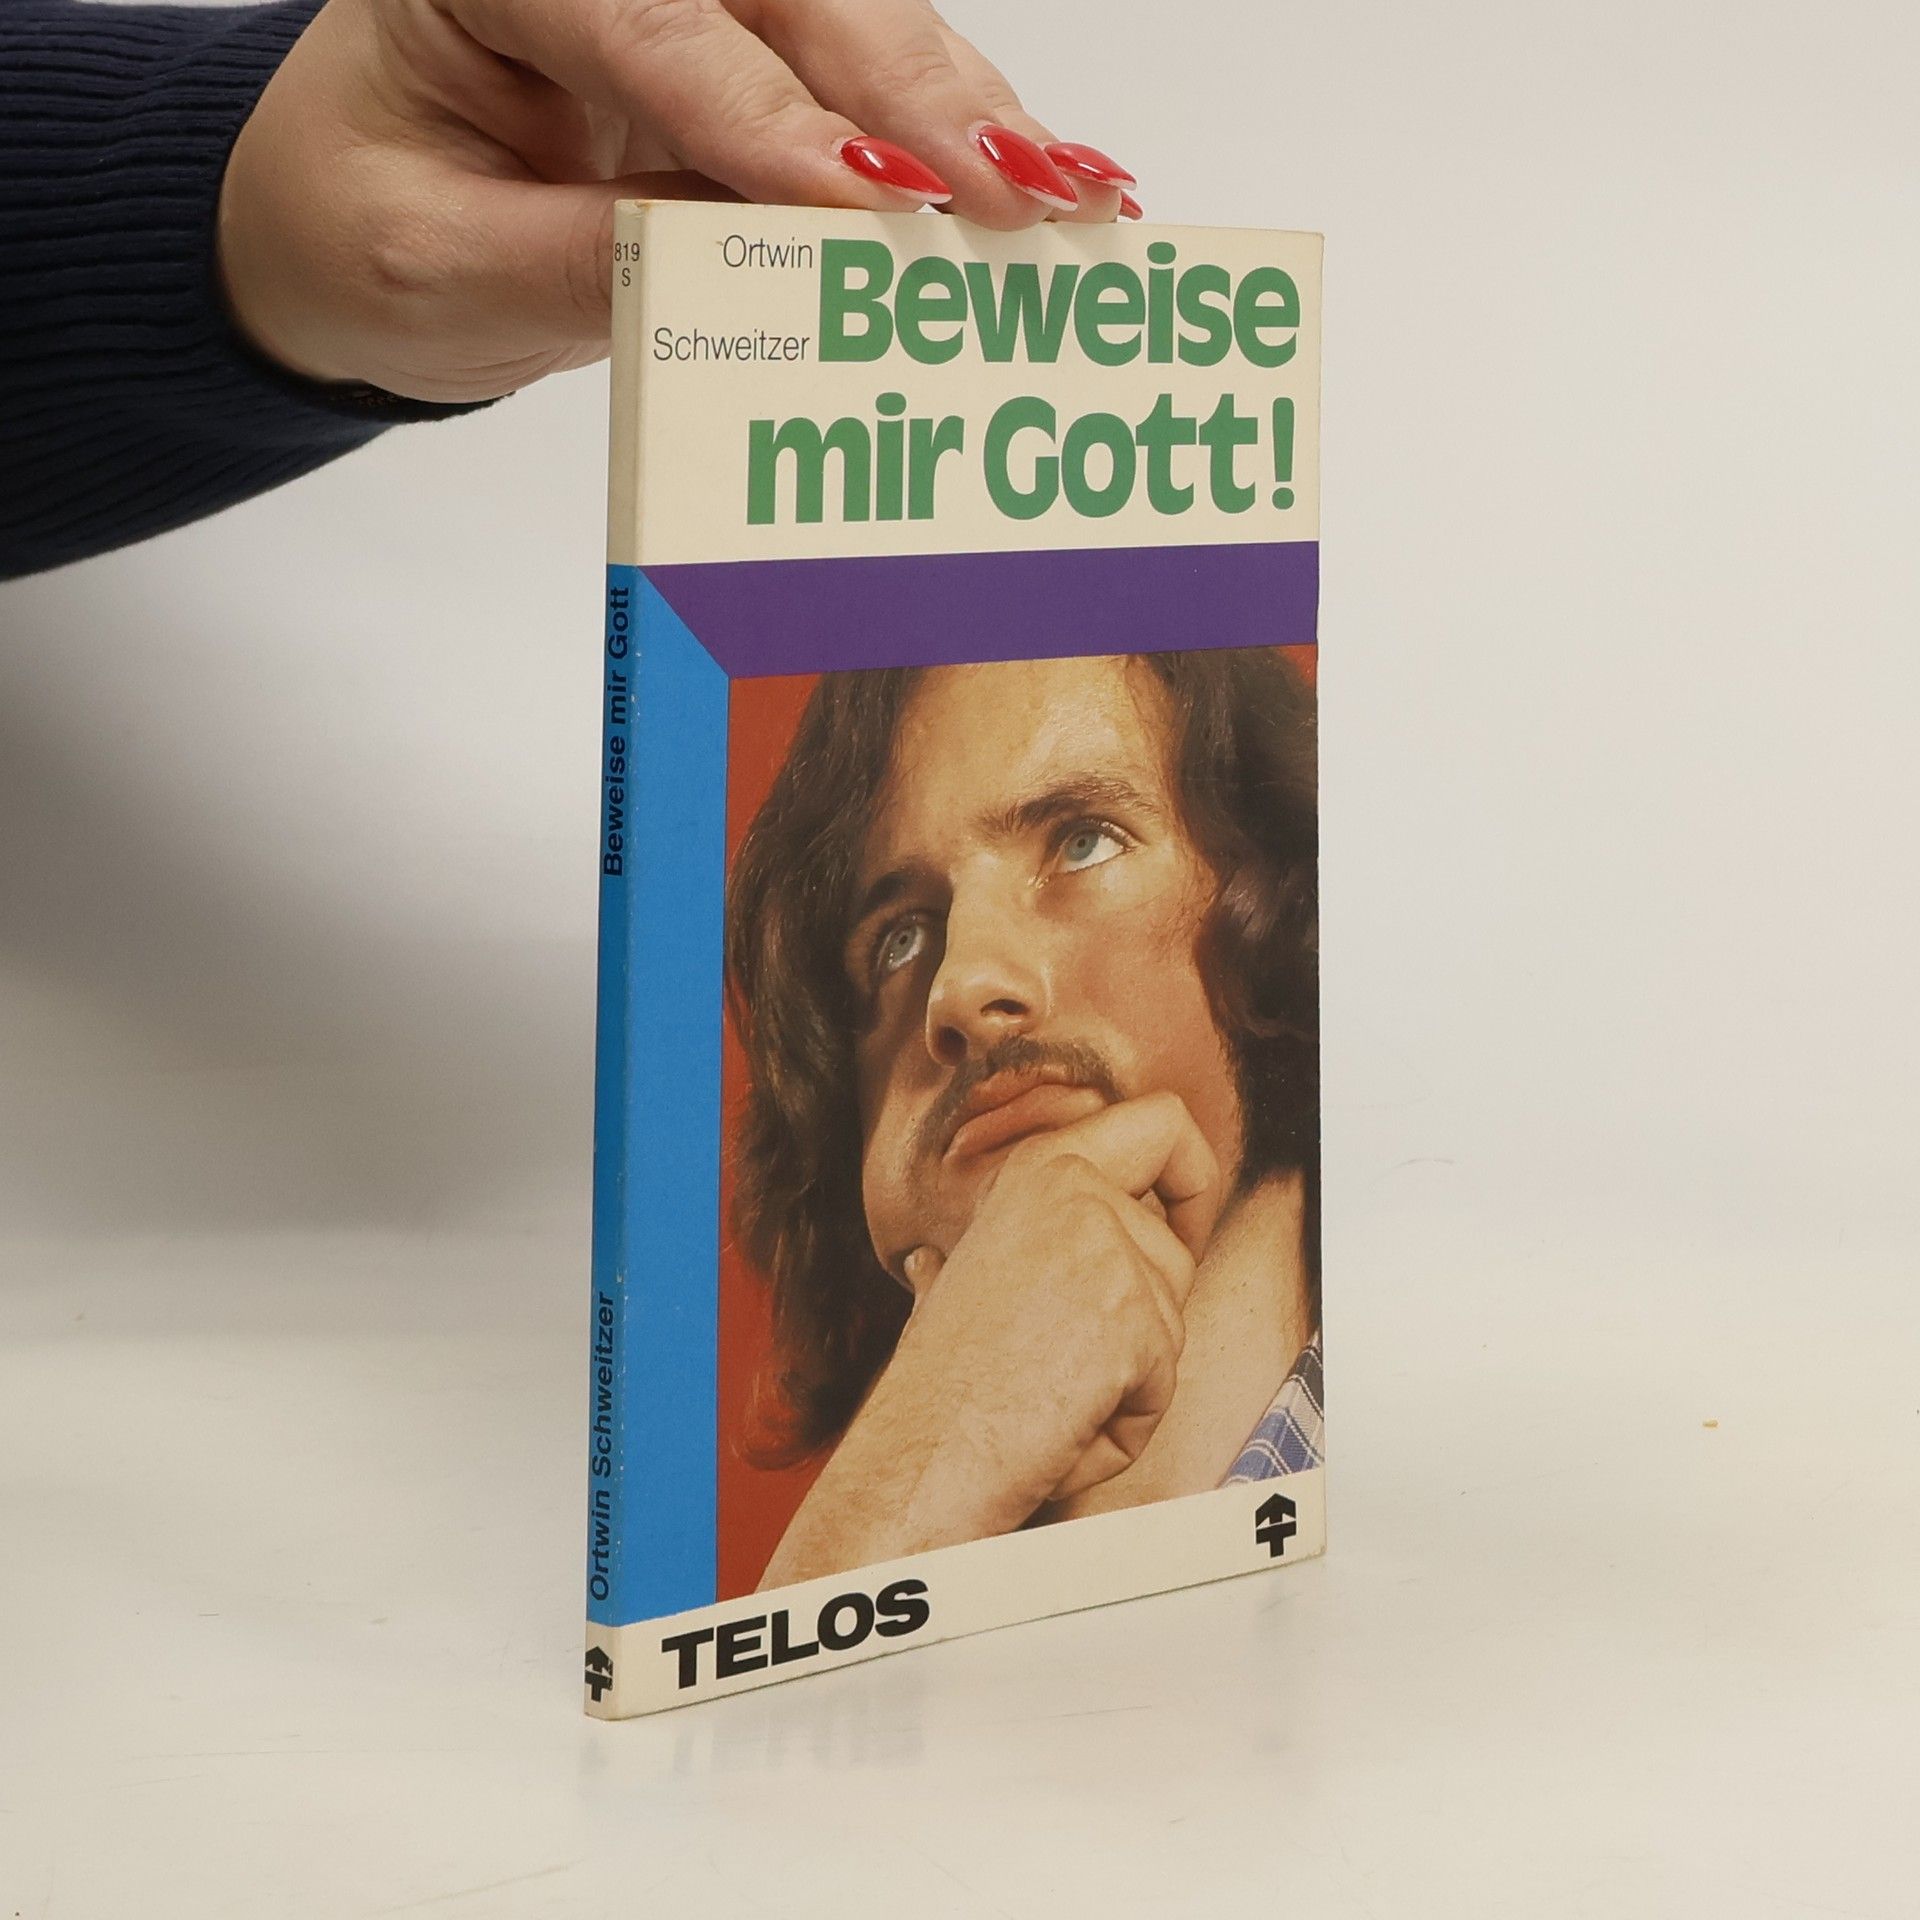 819
S
Ortwin
Schweitzer
Beweise
mir Gott!
Beweise mir Gott
Ortwin Schweitzer
TELOS